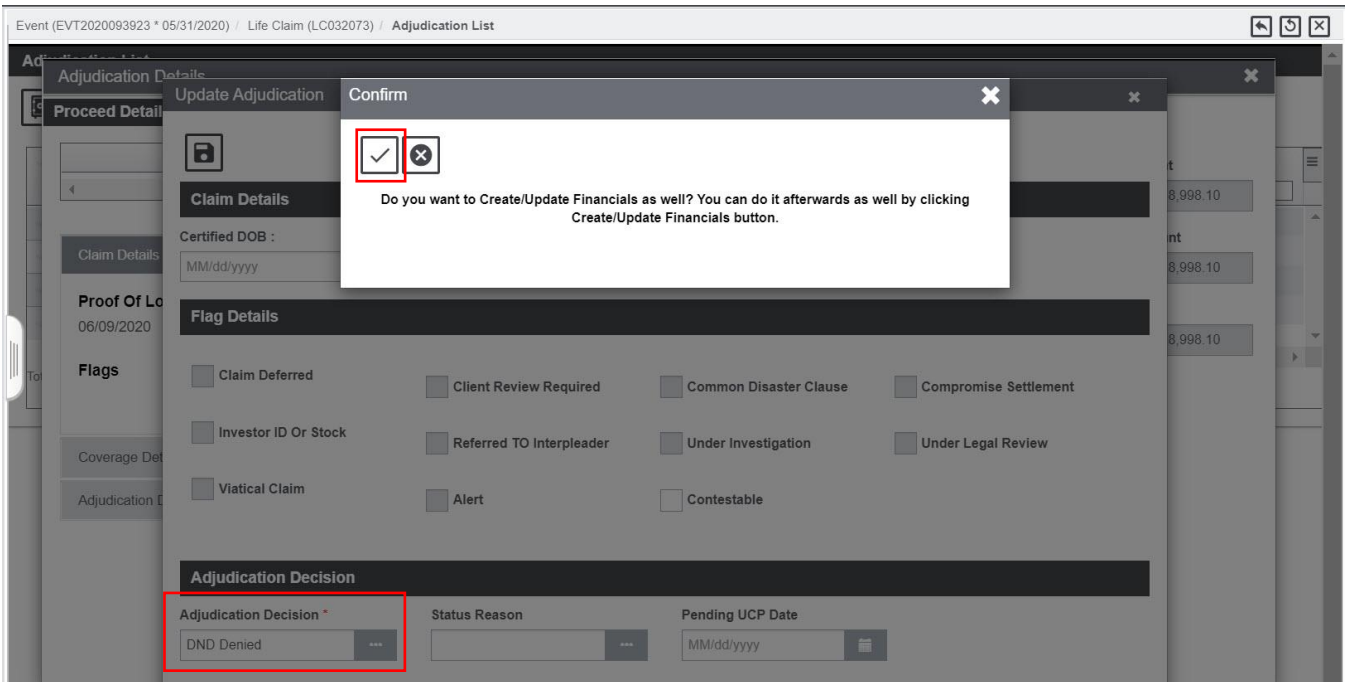 Event (EVT2020093923 * 05/31/2020) / Life Claim (LC032073) / Adjudication List
Adjudication List
Adjudication Details
Update Adjudication
Confirm
Proceed Detail
Do you want to Create/Update Financials as well? You can do it afterwards as well by clicking
Create/Update Financials button.
Claim Details
8,998.10
Certified DOB :
Claim Details
MM/dd/yyyy
8,998.10
Proof Of Lo
06/09/2020
Flag Details
8,998.10
Flags
Claim Deferred
Client Review Required
Common Disaster Clause
Compromise Settlement
Investor ID Or Stock
Referred TO Interpleader
Under Investigation
Under Legal Review
Coverage Det
Viatical Claim
Alert
Contestable
Adjudication D
Adjudication Decision
Adjudication Decision *
Status Reason
Pending UCP Date
DND Denied
MM/dd/yyyy